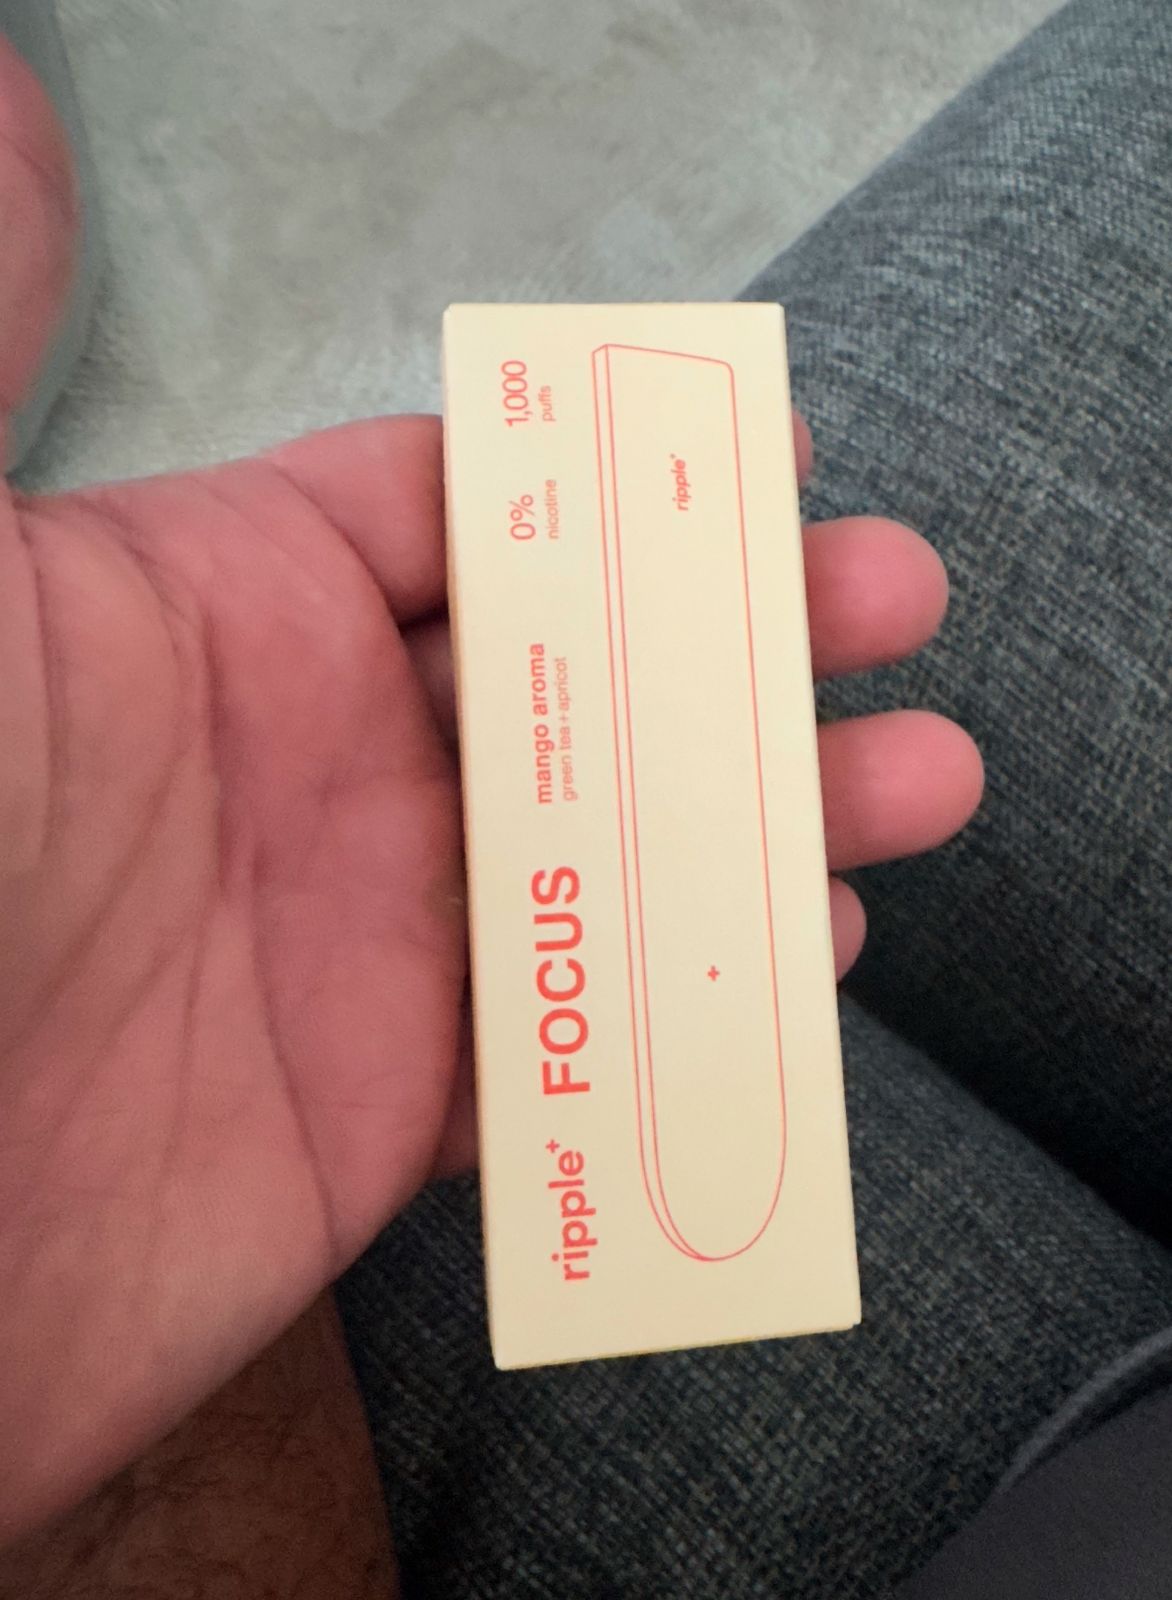 ripple+ FOCUS
mango aroma
green tea+apricot
0%
nicotine
1,000
puffs
+
ripple+